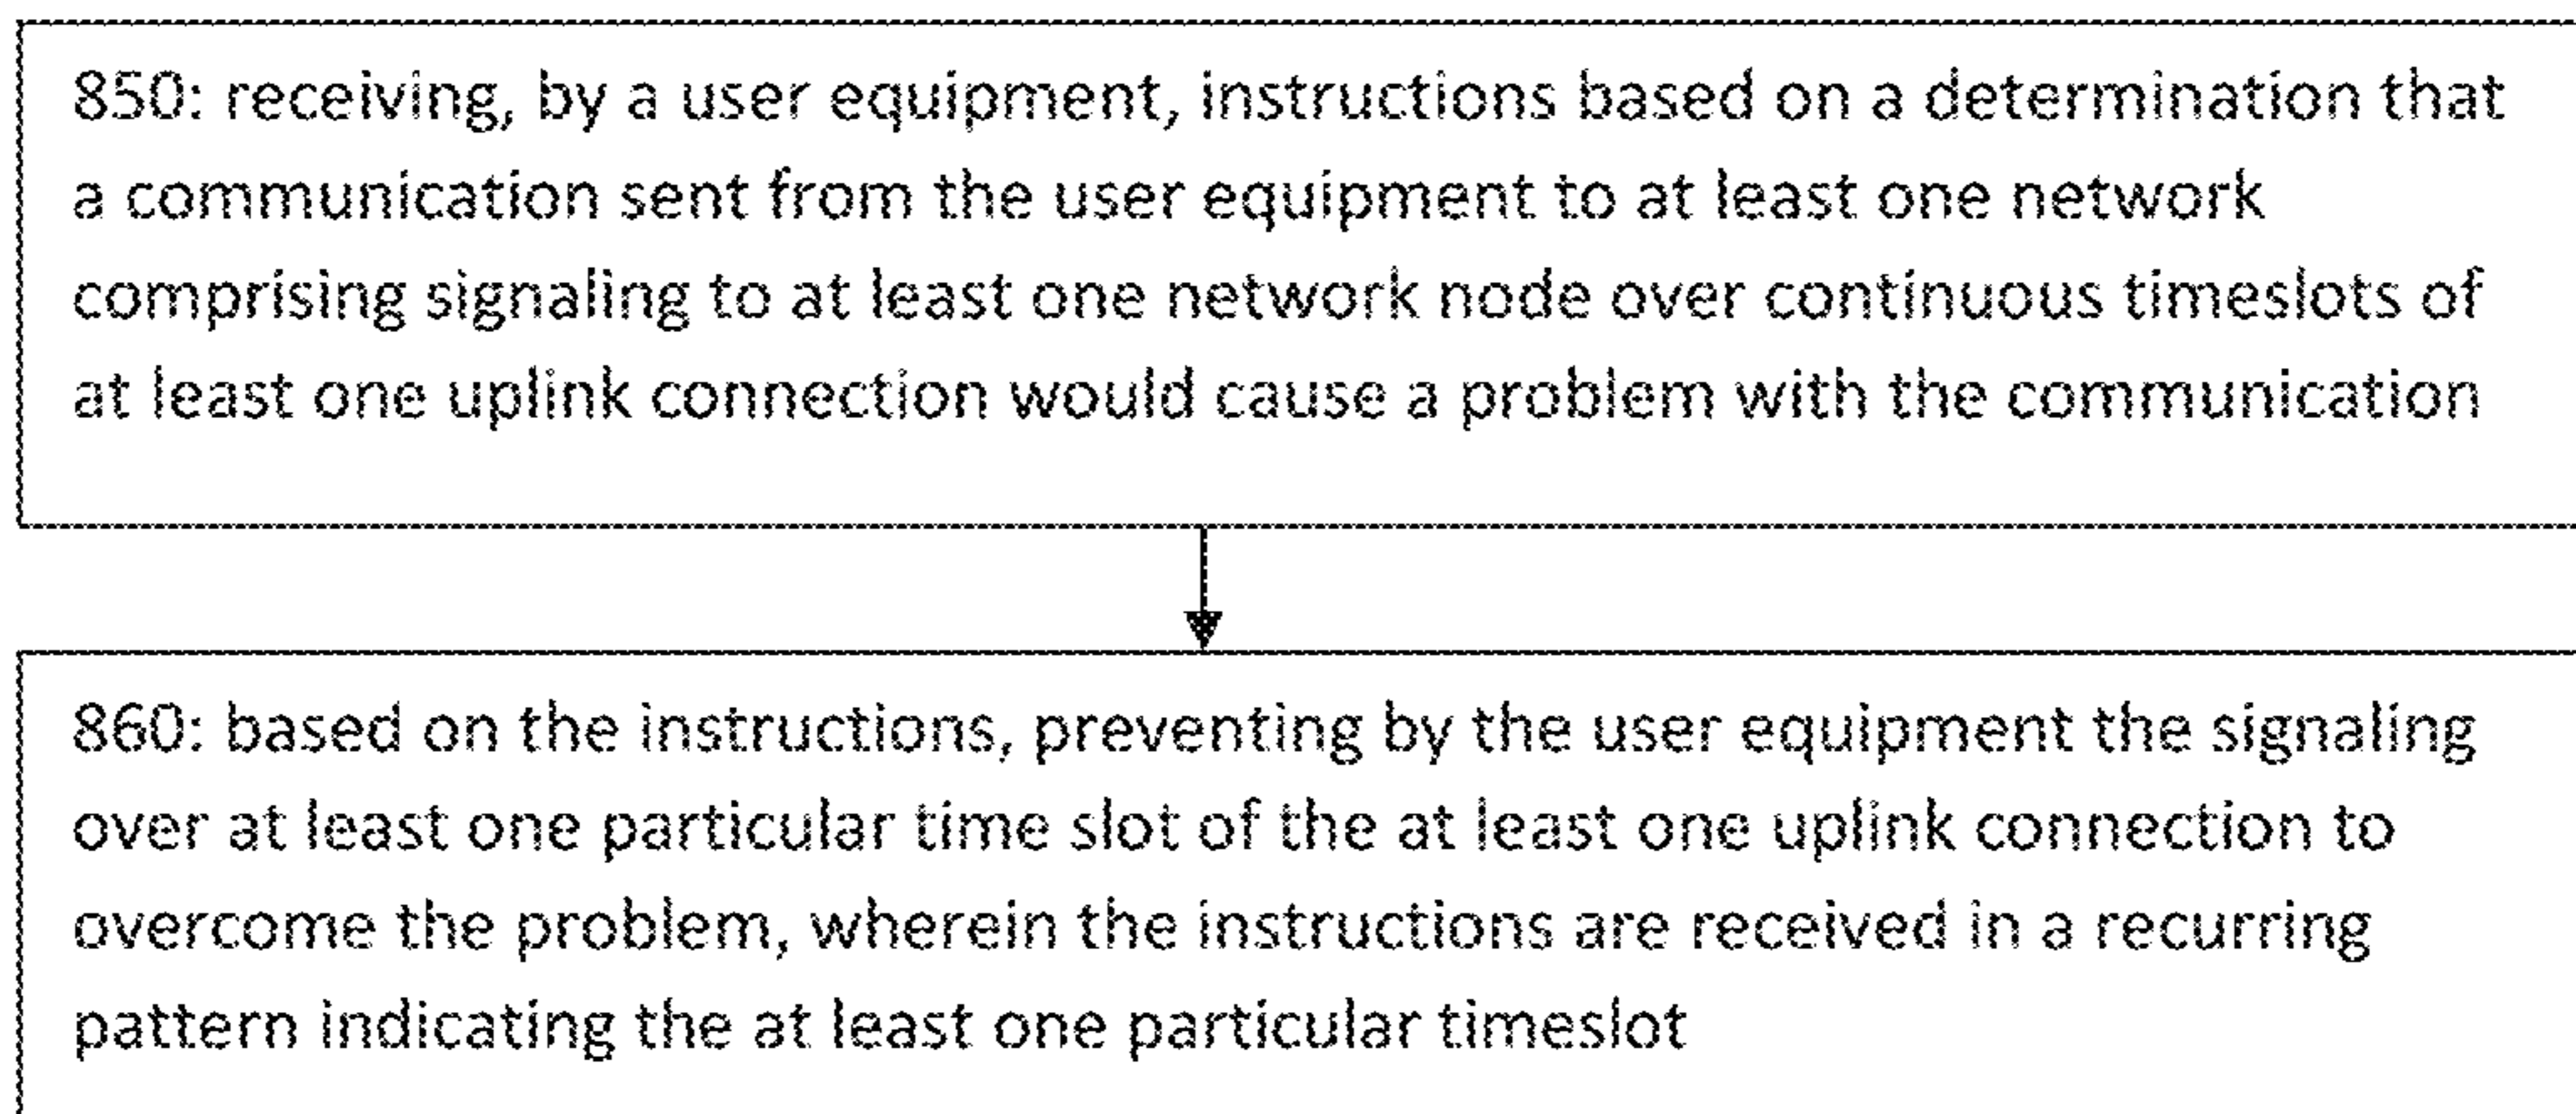 850: receiving, by a user equipment, instructions based on a determination that
a communication sent from the user equipment to at least one network
comprising signaling to at least one network node over continuous timeslots of
at least one uplink connection would cause a problem with the communication
860: based on the instructions, preventing by the user equipment the signaling
over at least one particular time slot of the at least one uplink connection to
overcome the problem, wherein the instructions are received in a recurring
pattern indicating the at least one particular timeslot